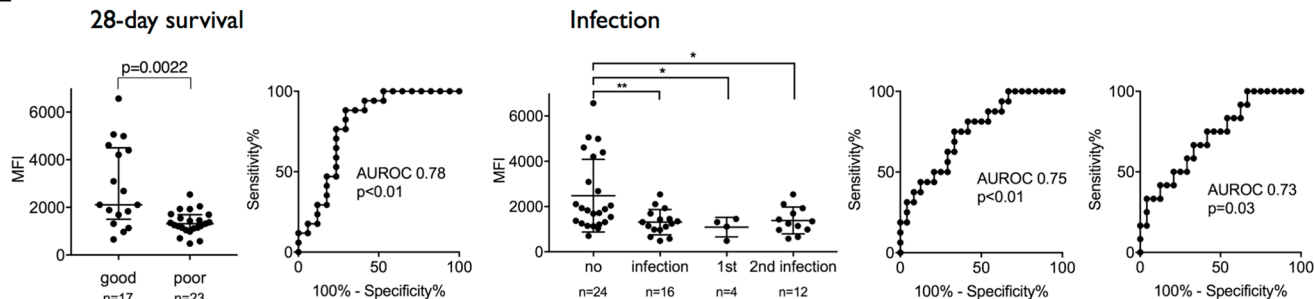 28-day survival
p=0.0022
MFI
6000
4000
2000
0
good
poor
n=17
n=23
Sensitivity%
100
50
0
AUROC 0.78
p<0.01
0
50
100
100% - Specificity%
Infection
*
*
**
MFI
6000
4000
2000
0
no
infection
1st
2nd infection
n=24
n=16
n=4
n=12
Sensitivity%
100
50
0
AUROC 0.75
p<0.01
0
50
100
100% - Specificity%
Sensitivity%
100
50
0
AUROC 0.73
p=0.03
0
50
100
100% - Specificity%